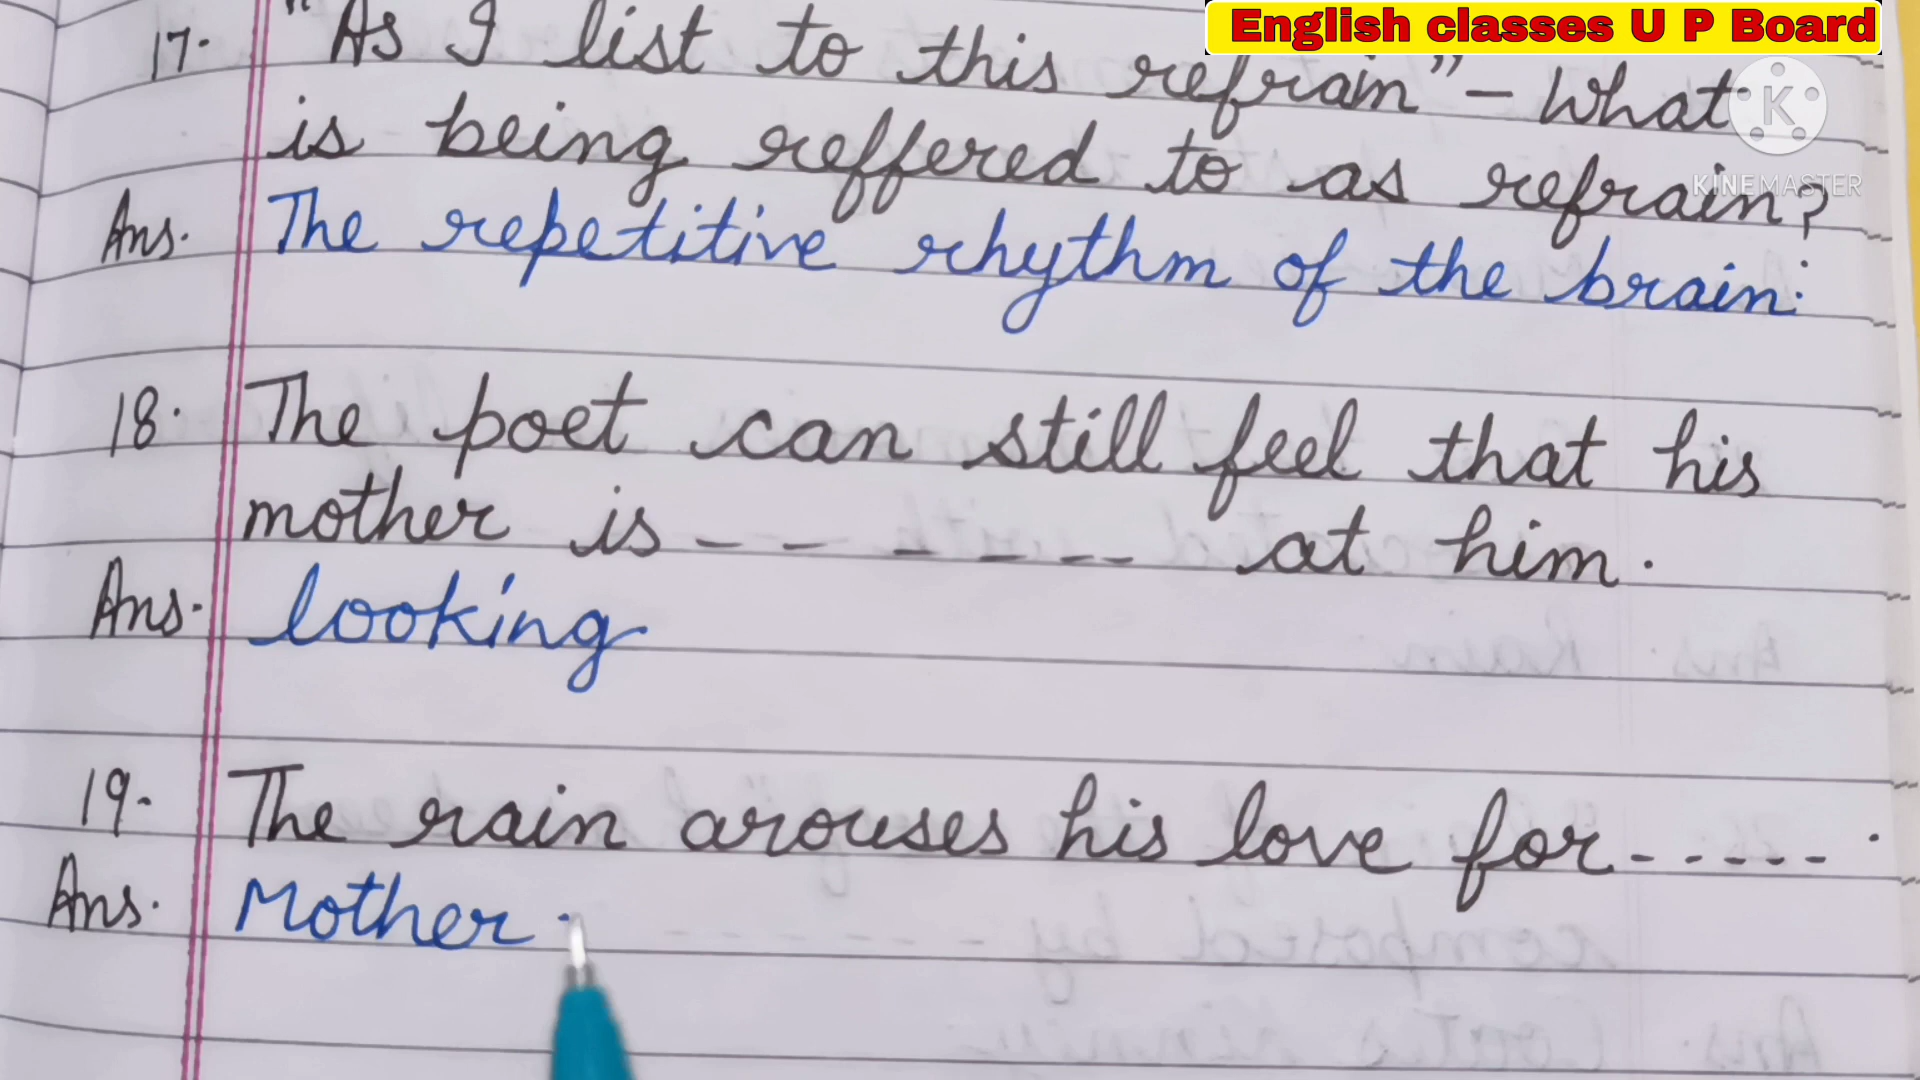 English classes U P Board
17. "As I list to this refrain" - What
is being reffered to as refrain?
Ans. The repetitive rhythm of the brain.
18. The poet can still feel that his
mother is - - - - - - at him.
Ans. looking
19. The rain arouses his love for - - - - - .
Ans. Mother.
KINEMASTER